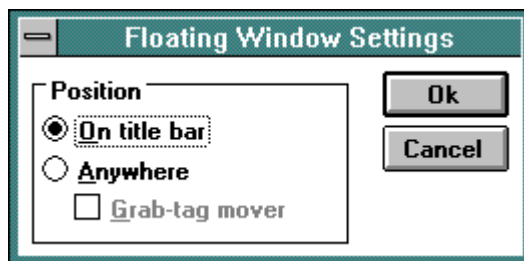 Floating Window Settings
Position
On title bar
Anywhere
Grab-tag mover
Ok
Cancel